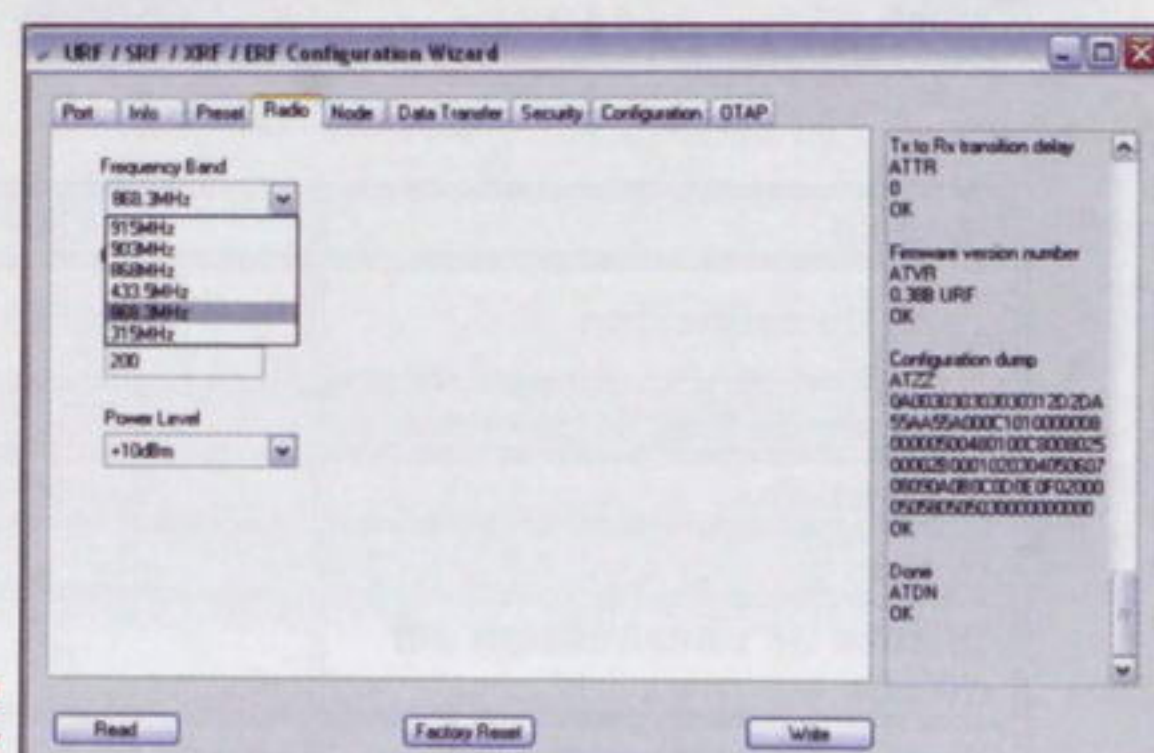 URF / SRF / XRF / ERF Configuration Wizard
Port Info Preset Radio Node Data Transfer Security Configuration OTAP
Frequency Band
868.3MHz
915MHz
903MHz
868MHz
433.9MHz
868.3MHz
315MHz
200
Power Level
+10dBm
Tx to Rx transition delay
ATTR
0
OK
Firmware version number
ATVR
0.38B URF
OK
Configuration dump
ATZZ
OK
Done
ATDN
OK
Read Factory Reset Write